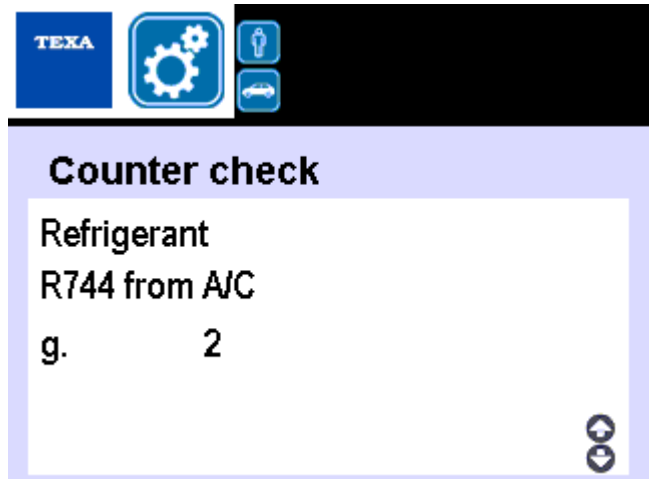 TEXA
Counter check
Refrigerant
R744 from A/C
g. 2